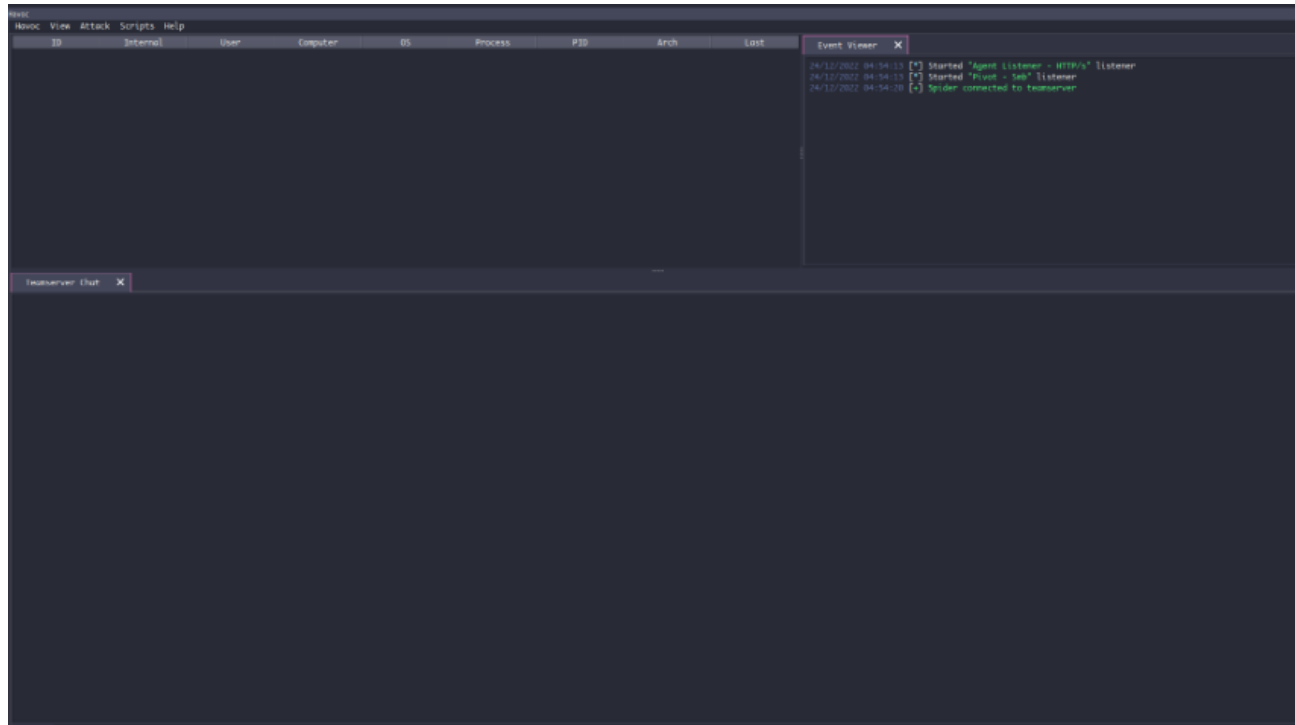 Havoc
Havoc View Attack Scripts Help
ID Internal User Computer OS Process PID Arch Last
Event Viewer X
24/12/2022 04:54:13 [*] Started "Agent Listener - HTTP/s" listener
24/12/2022 04:54:13 [*] Started "Pivot - Smb" listener
24/12/2022 04:54:20 [+] Spider connected to teamserver
Teamserver Chat X